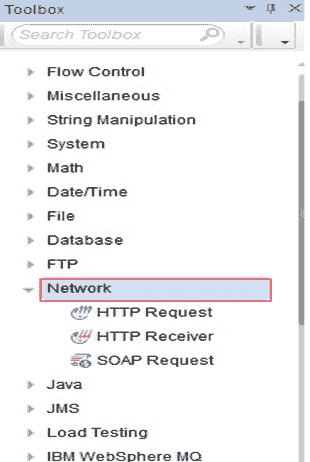 Toolbox
Search Toolbox
Flow Control
Miscellaneous
String Manipulation
System
Math
Date/Time
File
Database
FTP
Network
HTTP Request
HTTP Receiver
SOAP Request
Java
JMS
Load Testing
IBM WebSphere MQ